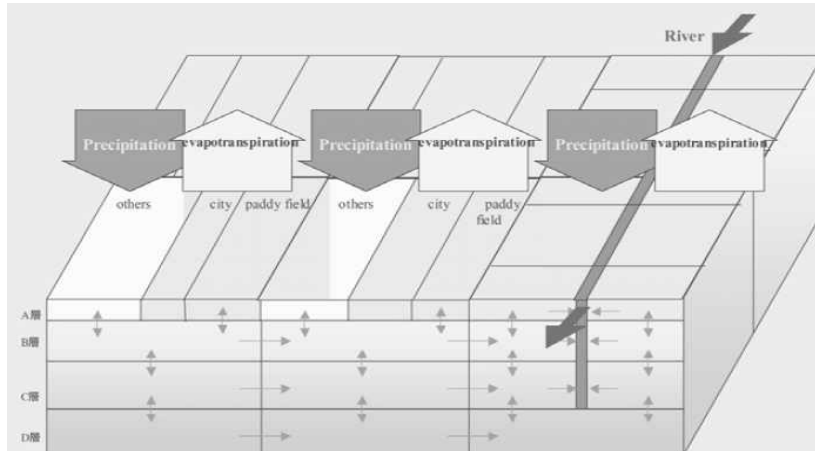 River
Precipitation
evapotranspiration
Precipitation
evapotranspiration
Precipitation
evapotranspiration
others
city
paddy field
others
city
paddy
field
A層
B層
C層
D層